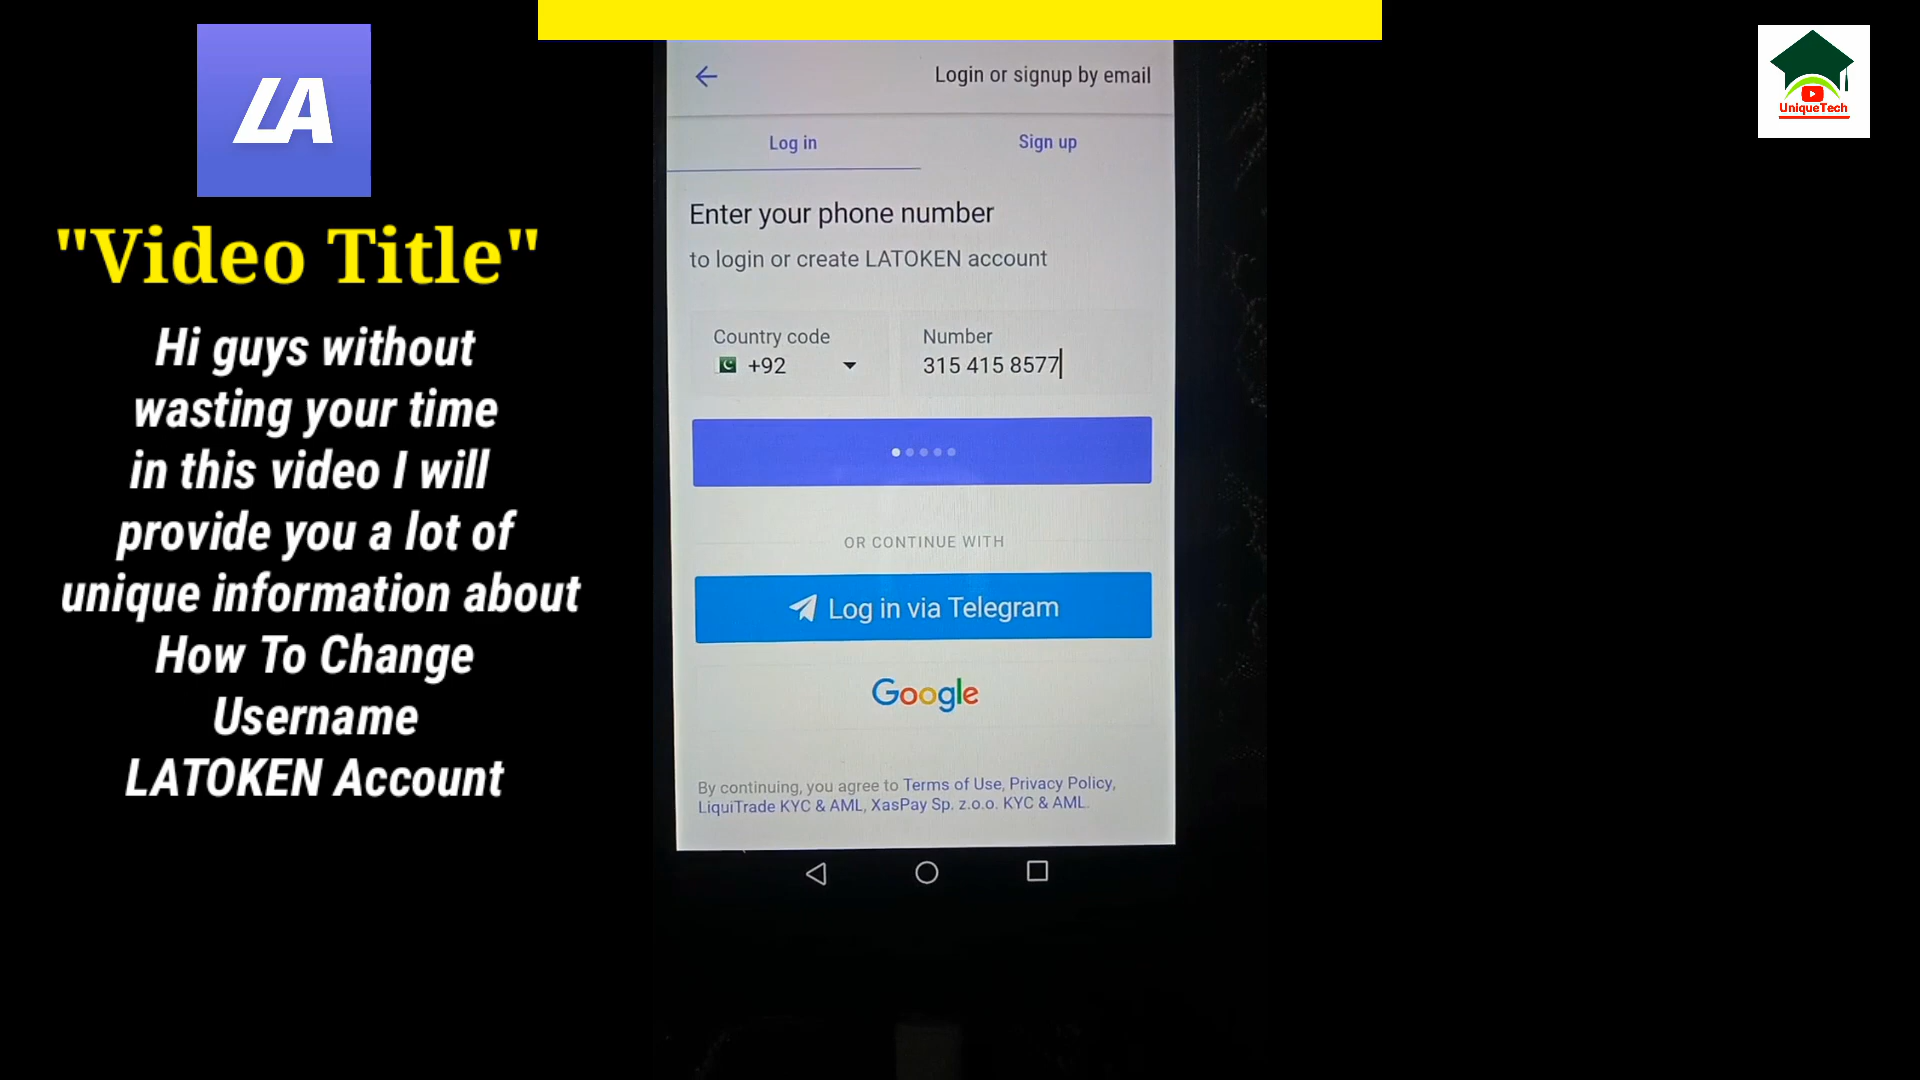 LA
"Video Title"
Hi guys without
wasting your time
in this video I will
provide you a lot of
unique information about
How To Change
Username
LATOKEN Account
Login or signup by email
Log in
Sign up
Enter your phone number
to login or create LATOKEN account
Country code
+92
Number
315 415 8577
OR CONTINUE WITH
Log in via Telegram
Google
By continuing, you agree to Terms of Use, Privacy Policy,
LiquiTrade KYC & AML, XasPay Sp. z.o.o. KYC & AML.
UniqueTech